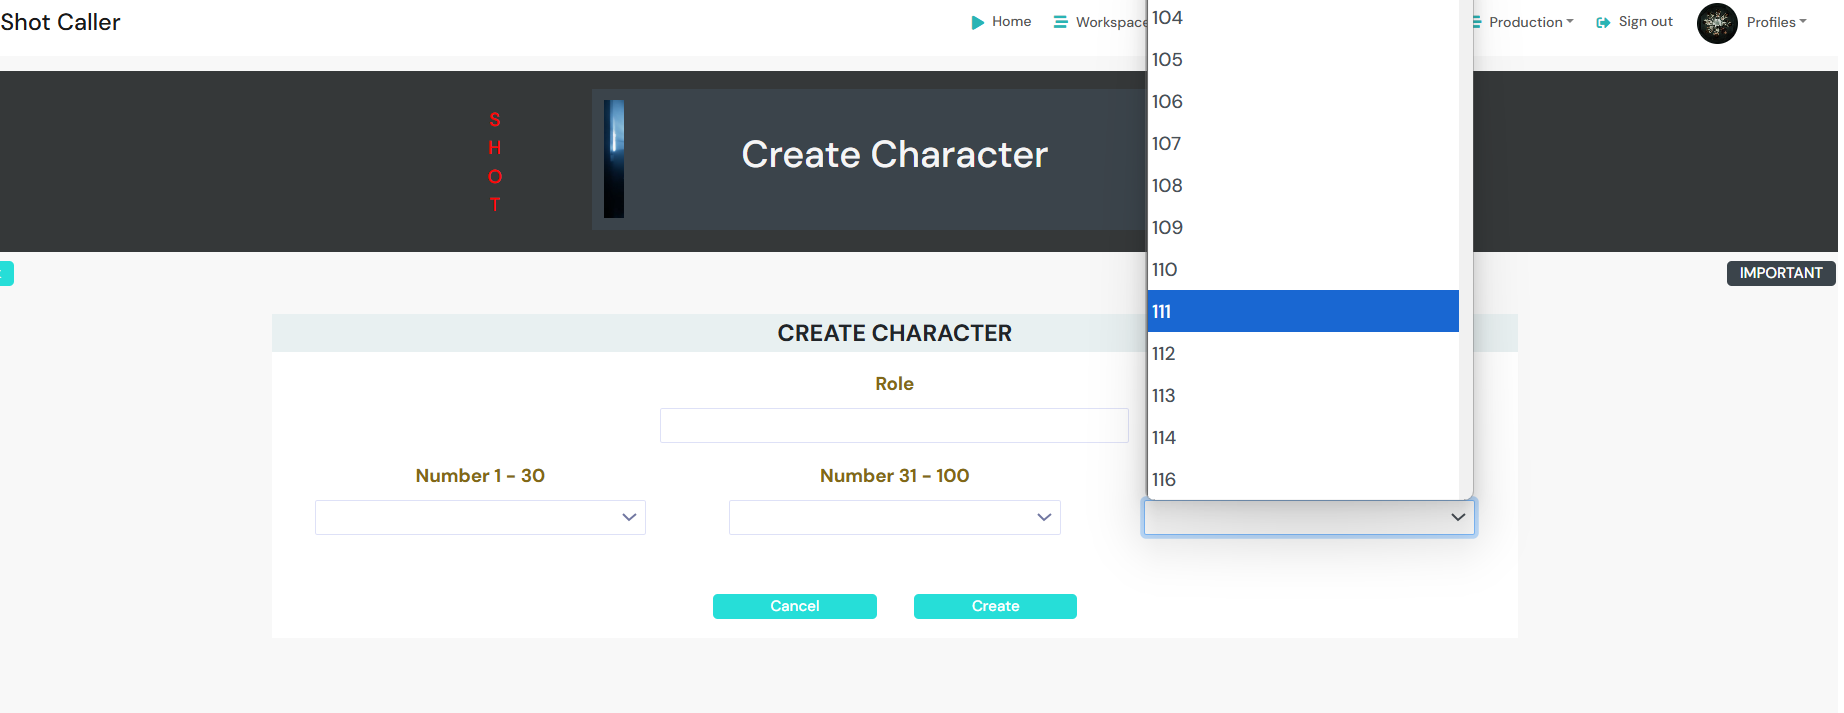 Shot Caller
Home
Workspace
Production
Sign out
Profiles
S
H
O
T
Create Character
IMPORTANT
CREATE CHARACTER
Role
Number 1 - 30
Number 31 - 100
104
105
106
107
108
109
110
111
112
113
114
116
Cancel
Create